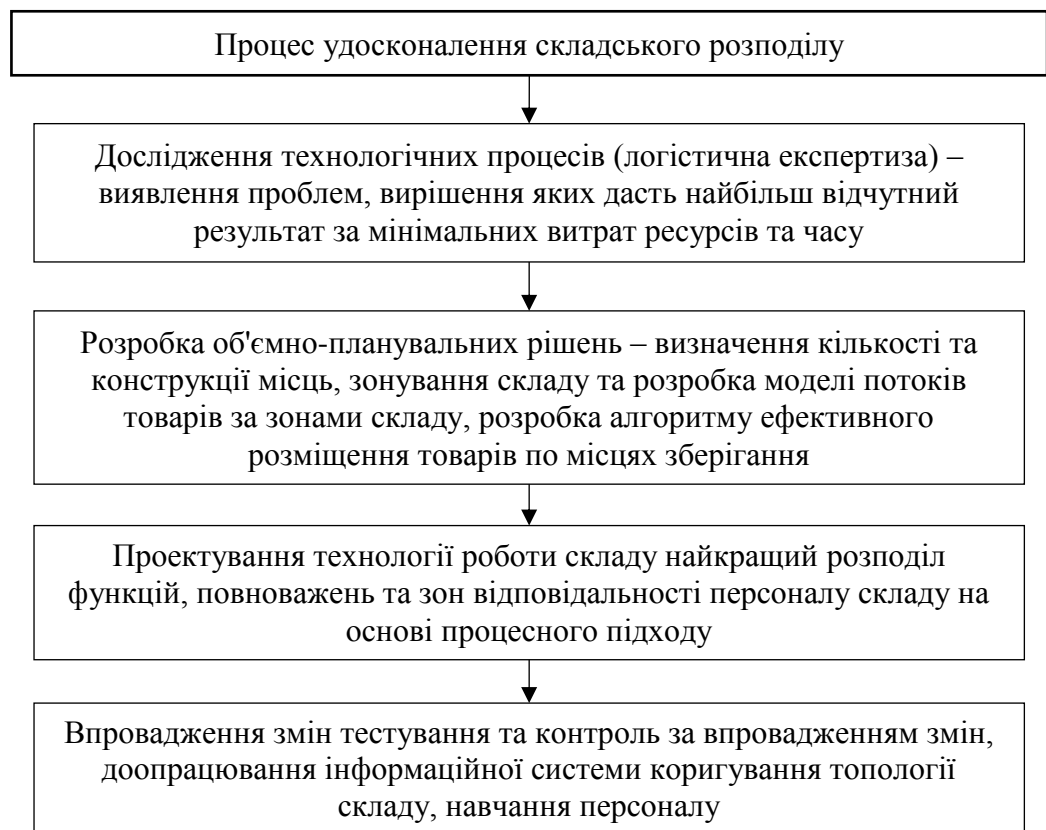 Процес удосконалення складського розподілу
Дослідження технологічних процесів (логістична експертиза) –
виявлення проблем, вирішення яких дасть найбільш відчутний
результат за мінімальних витрат ресурсів та часу
Розробка об'ємно-планувальних рішень – визначення кількості та
конструкції місць, зонування складу та розробка моделі потоків
товарів за зонами складу, розробка алгоритму ефективного
розміщення товарів по місцях зберігання
Проектування технології роботи складу найкращий розподіл
функцій, повноважень та зон відповідальності персоналу складу на
основі процесного підходу
Впровадження змін тестування та контроль за впровадженням змін,
доопрацювання інформаційної системи коригування топології
складу, навчання персоналу